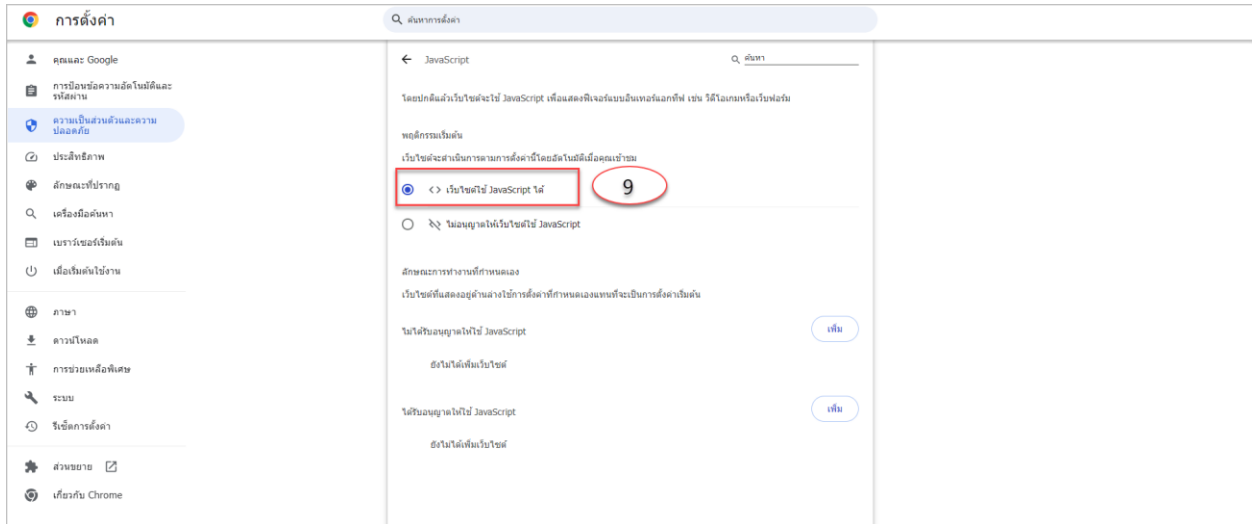 การตั้งค่า
ค้นหาการตั้งค่า
คุณและ Google
การป้อนข้อความอัตโนมัติและ
รหัสผ่าน
ความเป็นส่วนตัวและความ
ปลอดภัย
ประสิทธิภาพ
ลักษณะที่ปรากฏ
เครื่องมือค้นหา
เบราว์เซอร์เริ่มต้น
เมื่อเริ่มต้นใช้งาน
ภาษา
ดาวน์โหลด
การช่วยเหลือพิเศษ
ระบบ
รีเซ็ตการตั้งค่า
ส่วนขยาย
เกี่ยวกับ Chrome
JavaScript
ค้นหา
โดยปกติแล้วเว็บไซต์จะใช้ JavaScript เพื่อแสดงฟีเจอร์แบบอินเทอร์แอกทีฟ เช่น วิดีโอเกมหรือเว็บฟอร์ม
พฤติกรรมเริ่มต้น
เว็บไซต์จะดำเนินการตามการตั้งค่านี้โดยอัตโนมัติเมื่อคุณเข้าชม
เว็บไซต์ใช้ JavaScript ได้
9
ไม่อนุญาตให้เว็บไซต์ใช้ JavaScript
ลักษณะการทำงานที่กำหนดเอง
เว็บไซต์ที่แสดงอยู่ด้านล่างใช้การตั้งค่าที่กำหนดเองแทนที่จะเป็นการตั้งค่าเริ่มต้น
ไม่ได้รับอนุญาตให้ใช้ JavaScript
เพิ่ม
ยังไม่ได้เพิ่มเว็บไซต์
ได้รับอนุญาตให้ใช้ JavaScript
เพิ่ม
ยังไม่ได้เพิ่มเว็บไซต์